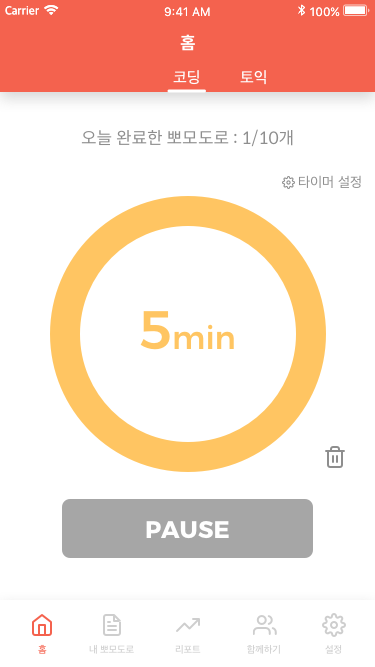 Carrier 9:41 AM 100%
홈
코딩 토익
오늘 완료한 뽀모도로 : 1/10개
타이머 설정
5min
PAUSE
홈 내 뽀모도로 리포트 함께하기 설정